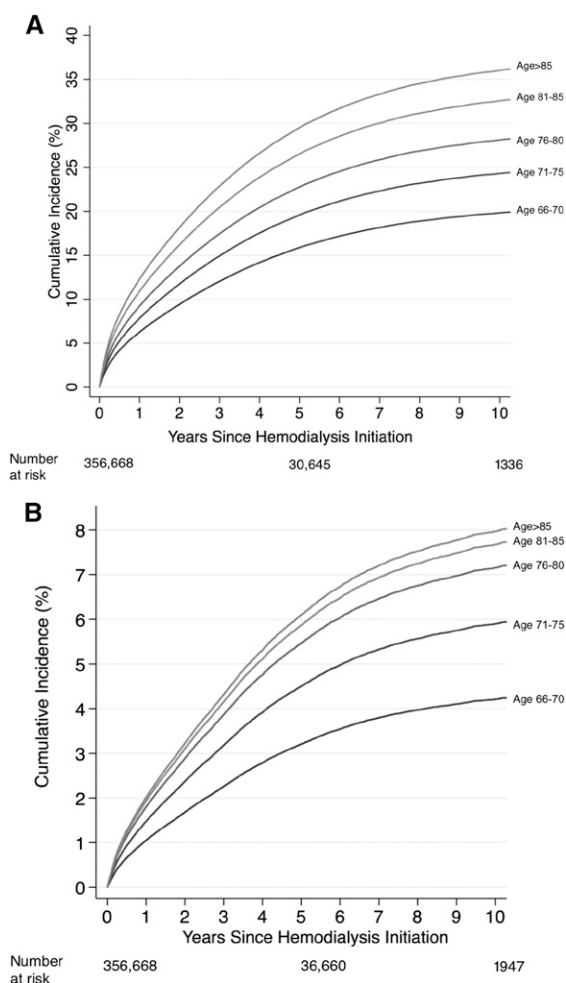 A
Cumulative Incidence (%)
40
35
30
25
20
15
10
5
0
Age>85
Age 81-85
Age 76-80
Age 71-75
Age 66-70
0 1 2 3 4 5 6 7 8 9 10
Years Since Hemodialysis Initiation
Number
at risk
356,668 30,645 1336
B
Cumulative Incidence (%)
8
7
6
5
4
3
2
1
0
Age>85
Age 81-85
Age 76-80
Age 71-75
Age 66-70
0 1 2 3 4 5 6 7 8 9 10
Years Since Hemodialysis Initiation
Number
at risk
356,668 36,660 1947